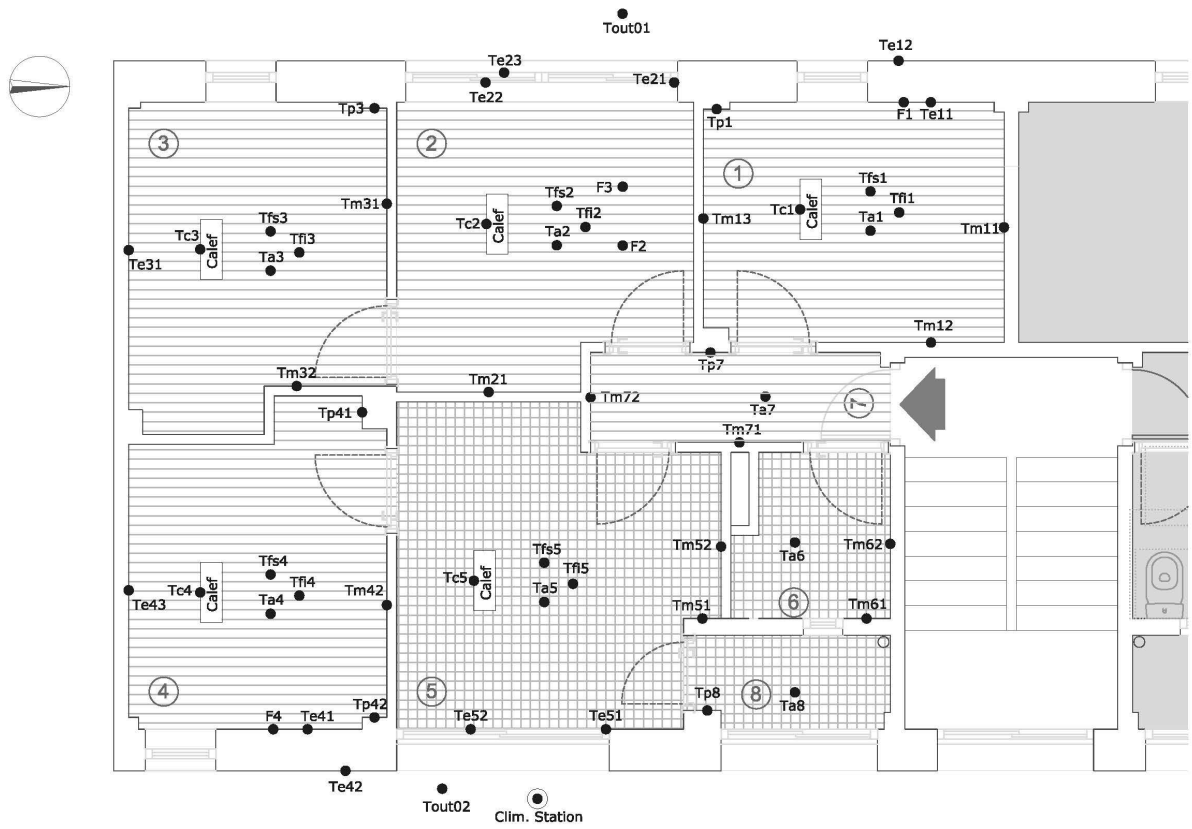 Tout01
Te12
Te23
Te21
Te22
Tp3
Tp1
F1 Te11
3
2
1
Tfs2
F3
Tfs1
Tm31
Tfi2
Tc1
Calef
Tfi1
Tfs3
Tc2
Calef
Tm13
Tc3
Calef
Tfi3
Ta2
F2
Ta1
Tm11
Te31
Ta3
Tm12
Tp7
Tm32
Tm21
Tm72
Ta7
7
Tp41
Tm71
Tm52
Ta6
Tm62
Tfs4
Tfs5
Tc5
Calef
Tfi5
Te43
Tc4
Calef
Tfi4
Tm42
Ta5
Ta4
Tm51
6
Tm61
4
5
8
Tp8
Ta8
F4 Te41
Tp42
Te52
Te51
Te42
Tout02
Clim. Station